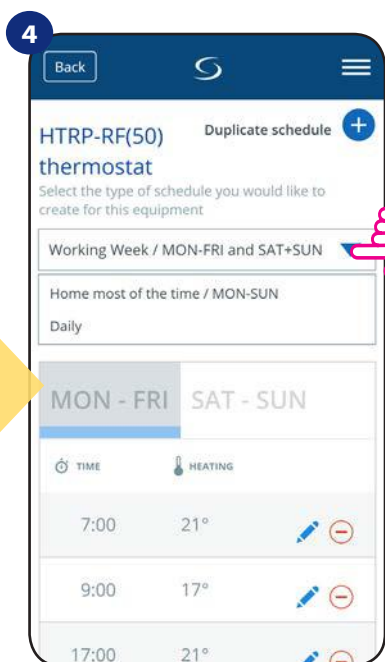 4
Back
HTRP-RF(50) Duplicate schedule
thermostat
Select the type of schedule you would like to
create for this equipment
Working Week / MON-FRI and SAT+SUN
Home most of the time / MON-SUN
Daily
MON - FRI SAT - SUN
TIME HEATING
7:00 21°
9:00 17°
17:00 21°